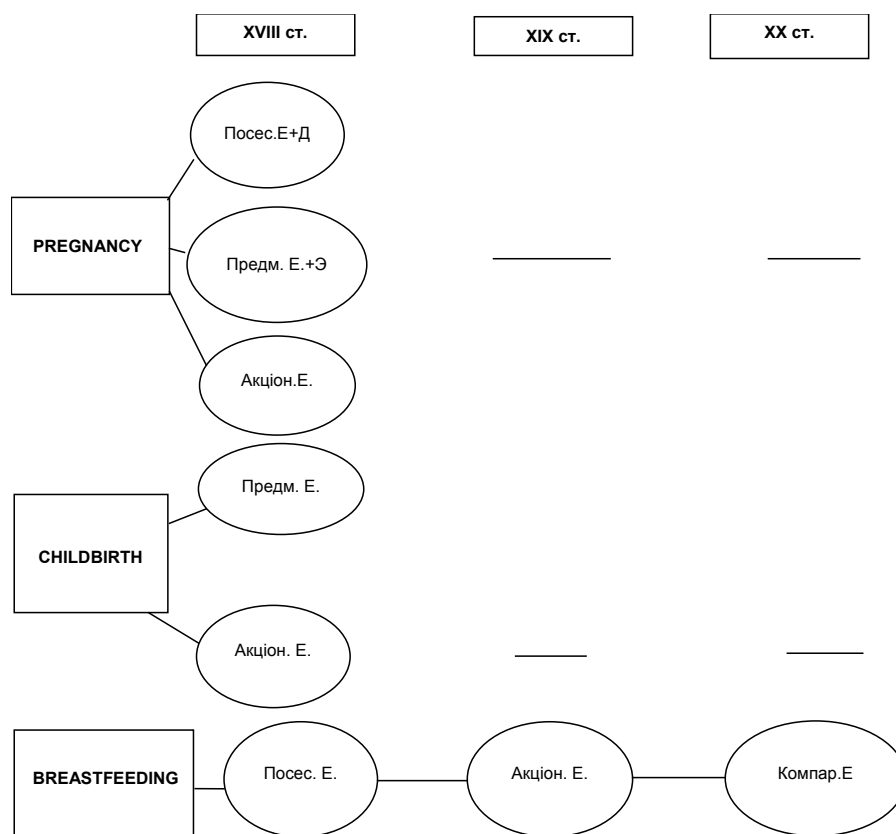 XVIII ст.
XIX ст.
XX ст.
Посес.Е+Д
PREGNANCY
Предм. Е.+Э
Акціон.Е.
Предм. Е.
CHILDBIRTH
Акціон. Е.
BREASTFEEDING
Посес. Е.
Акціон. Е.
Компар.Е